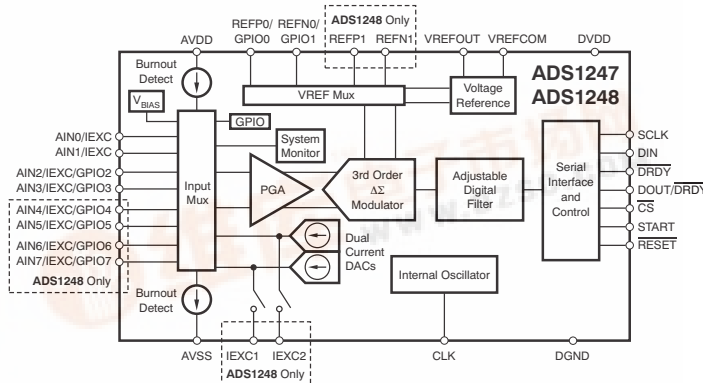 REFP0/ REFN0/ ADS1248 Only
GPIO0 GPIO1 REFP1 REFN1
AVDD VREFOUT VREFCOM DVDD
Burnout
Detect
ADS1247
ADS1248
VREF Mux
Voltage
Reference
VBIAS
GPIO
System
Monitor
AIN0/IEXC
AIN1/IEXC
AIN2/IEXC/GPIO2
AIN3/IEXC/GPIO3
AIN4/IEXC/GPIO4
AIN5/IEXC/GPIO5
AIN6/IEXC/GPIO6
AIN7/IEXC/GPIO7
ADS1248 Only
Input
Mux
PGA
3rd Order
ΔΣ
Modulator
Adjustable
Digital
Filter
Serial
Interface
and
Control
SCLK
DIN
DRDY
DOUT/DRDY
CS
START
RESET
Dual
Current
DACs
Internal Oscillator
Burnout
Detect
AVSS IEXC1 IEXC2 CLK DGND
ADS1248 Only